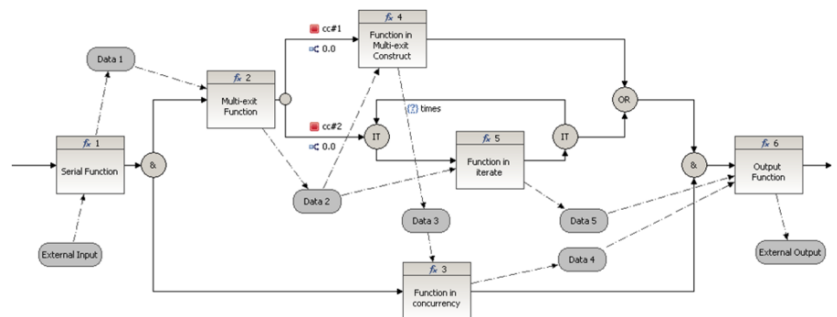 fx 4
Function in
Multi-exit
Construct
cc#1
0.0
Data 1
fx 2
Multi-exit
Function
OR
(?) times
cc#2
0.0
IT
IT
fx 5
Function in
iterate
fx 1
Serial Function
&
&
fx 6
Output
Function
Data 2
Data 3
Data 5
External Input
Data 4
External Output
fx 3
Function in
concurrency